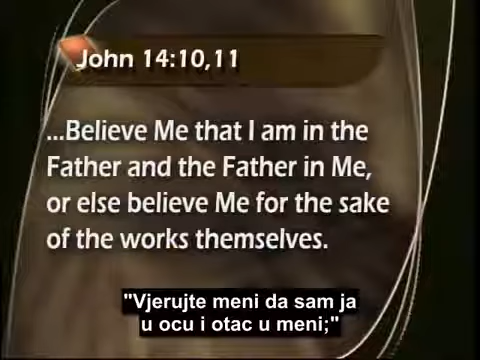 John 14:10,11
...Believe Me that I am in the
Father and the Father in Me,
or else believe Me for the sake
of the works themselves.
"Vjerujte meni da sam ja
u ocu i otac u meni;"